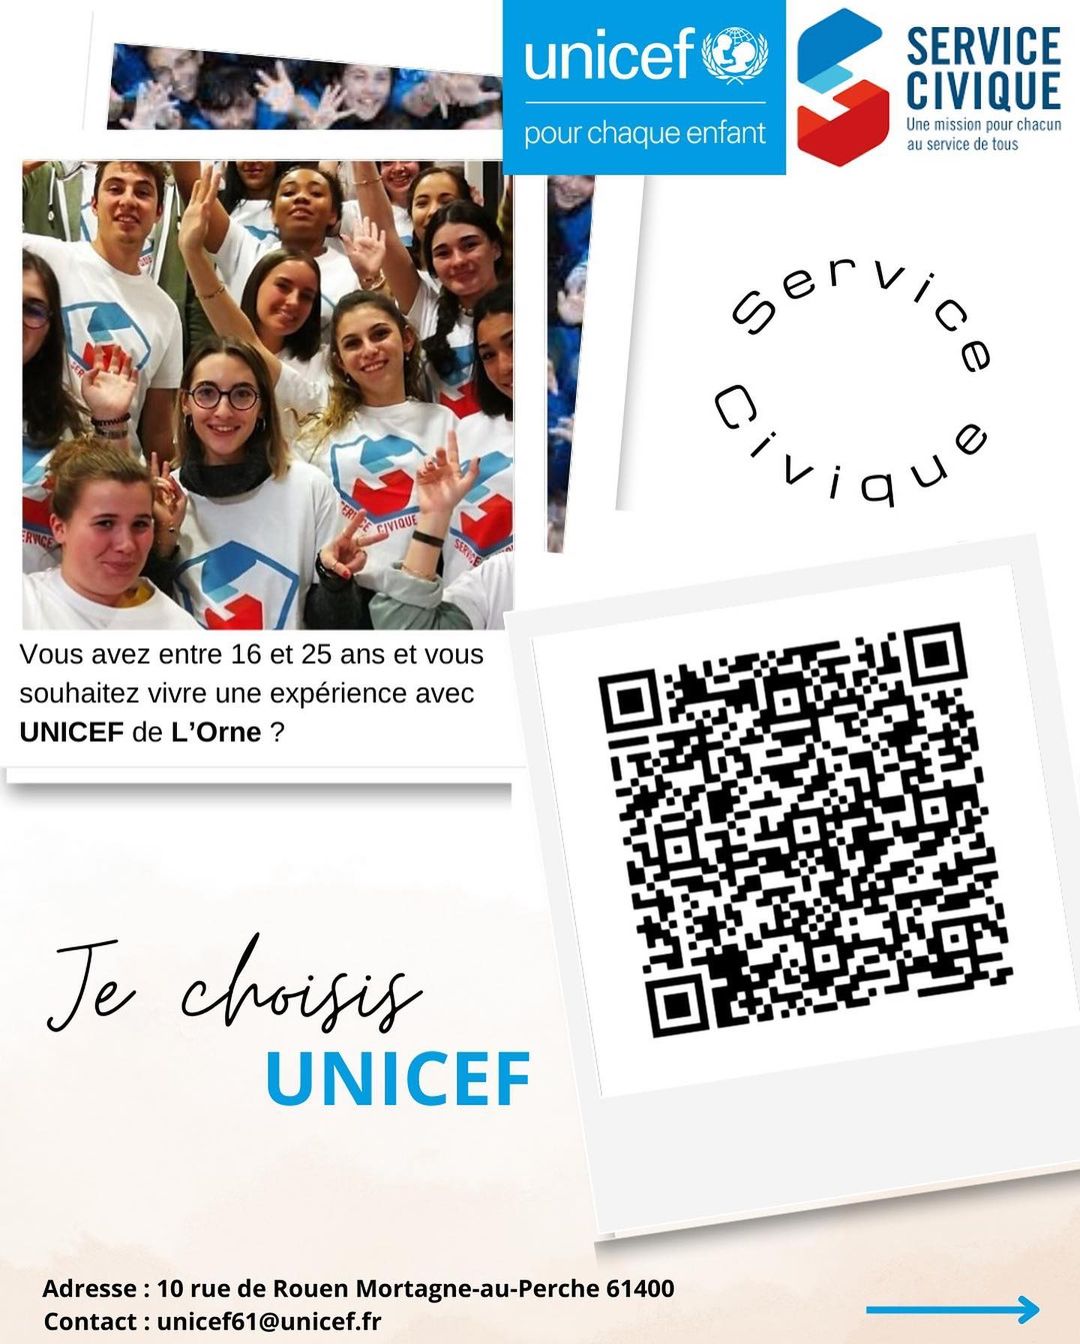 unicef
pour chaque enfant
SERVICE
CIVIQUE
Une mission pour chacun
au service de tous
Service
Civique
SERVICE CIVIQUE
Vous avez entre 16 et 25 ans et vous
souhaitez vivre une expérience avec
UNICEF de L’Orne ?
Je choisis
UNICEF
Adresse : 10 rue de Rouen Mortagne-au-Perche 61400
Contact : unicef61@unicef.fr